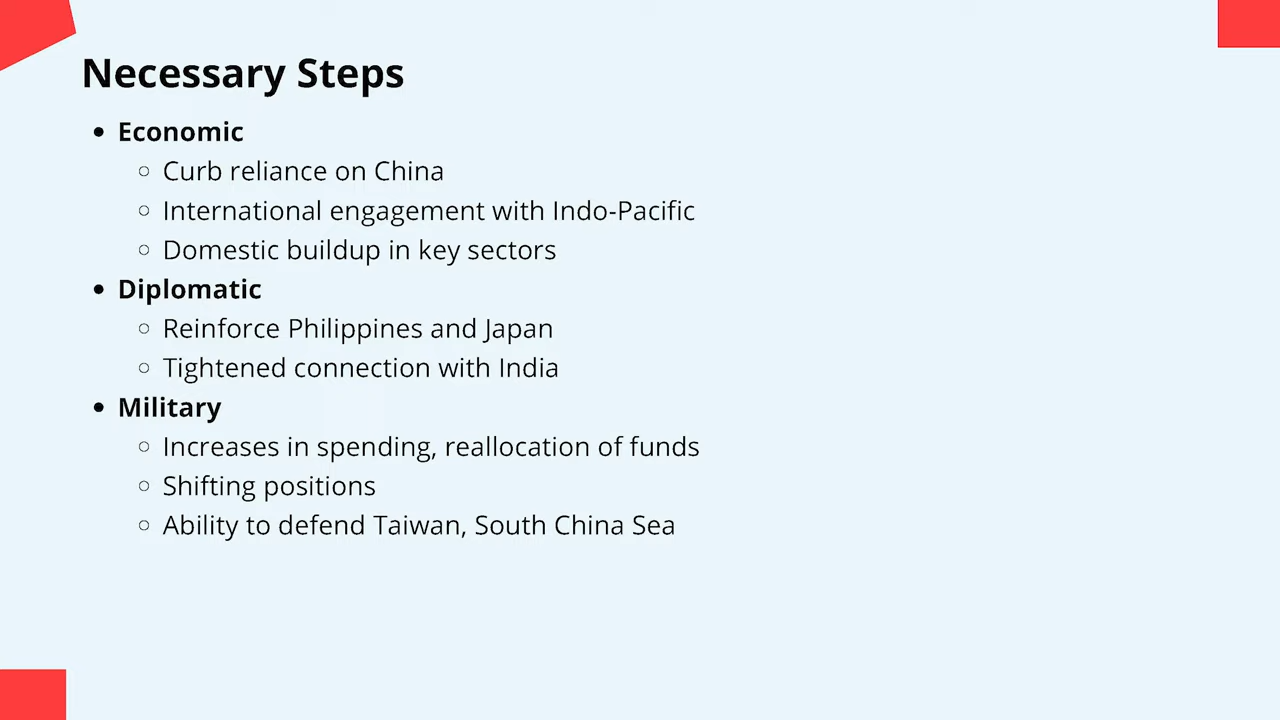 Necessary Steps
• Economic
○ Curb reliance on China
○ International engagement with Indo-Pacific
○ Domestic buildup in key sectors
• Diplomatic
○ Reinforce Philippines and Japan
○ Tightened connection with India
• Military
○ Increases in spending, reallocation of funds
○ Shifting positions
○ Ability to defend Taiwan, South China Sea